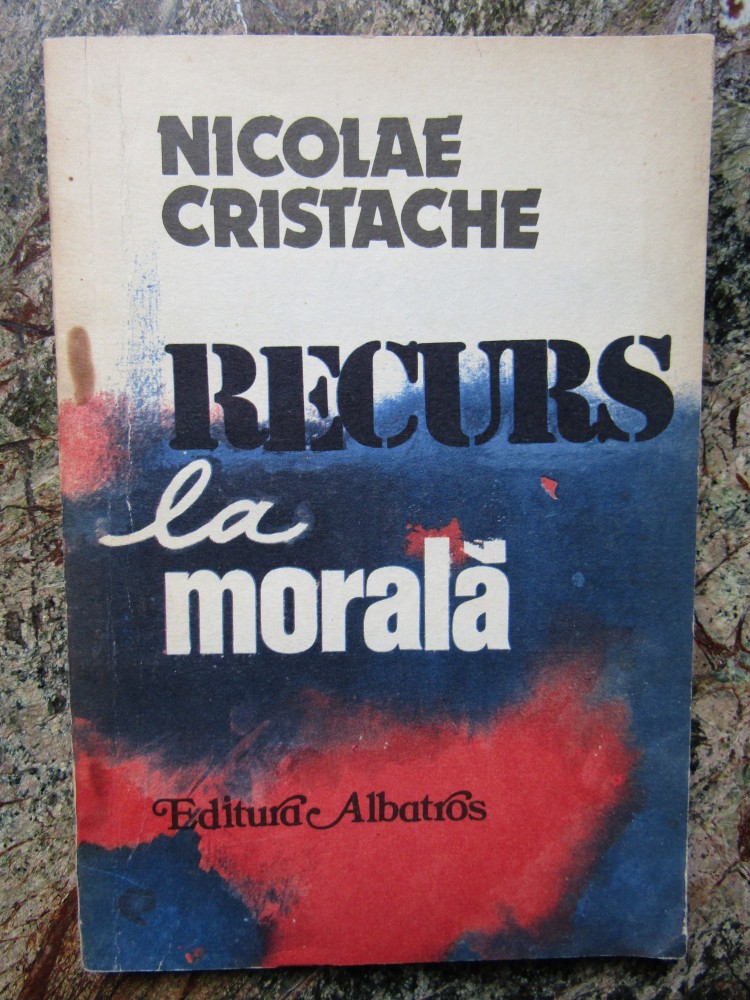 NICOLAE
CRISTACHE
RECURS
la
morală
Editura Albatros